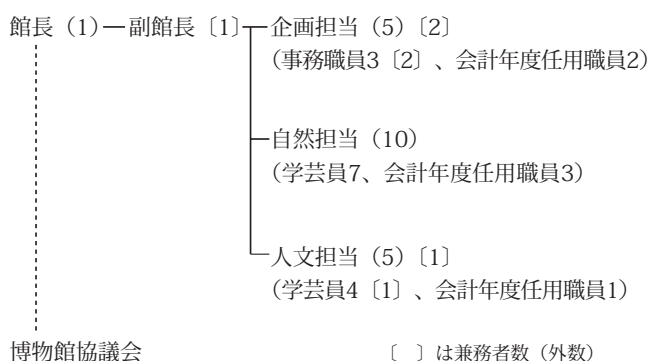 館長（1）副館長〔1〕企画担当（5）〔2〕
（事務職員3〔2〕、会計年度任用職員2）
自然担当（10）
（学芸員7、会計年度任用職員3）
人文担当（5）〔1〕
（学芸員4〔1〕、会計年度任用職員1）
博物館協議会 〔　〕は兼務者数（外数）